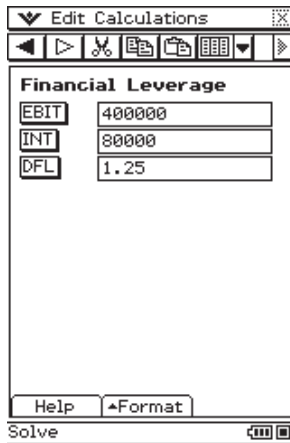 Edit Calculations
Financial Leverage
EBIT 400000
INT 80000
DFL 1.25
Help Format
Solve